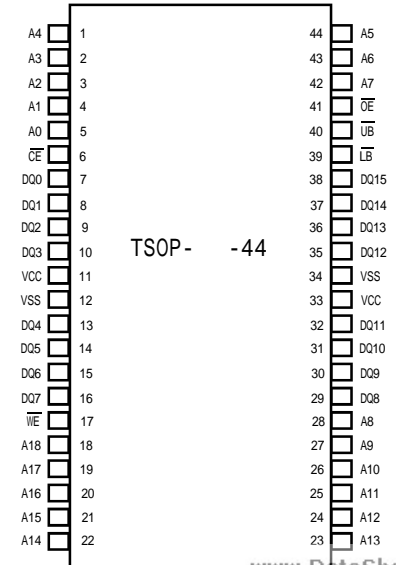 A4 1 44 A5
A3 2 43 A6
A2 3 42 A7
A1 4 41 OE
A0 5 40 UB
CE 6 39 LB
DQ0 7 38 DQ15
DQ1 8 37 DQ14
DQ2 9 36 DQ13
DQ3 10 TSOP- -44 35 DQ12
VCC 11 34 VSS
VSS 12 33 VCC
DQ4 13 32 DQ11
DQ5 14 31 DQ10
DQ6 15 30 DQ9
DQ7 16 29 DQ8
WE 17 28 A8
A18 18 27 A9
A17 19 26 A10
A16 20 25 A11
A15 21 24 A12
A14 22 23 A13